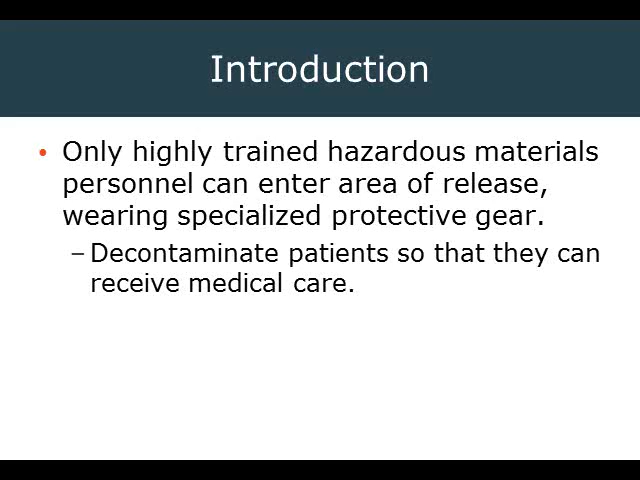 Introduction
• Only highly trained hazardous materials
personnel can enter area of release,
wearing specialized protective gear.
– Decontaminate patients so that they can
receive medical care.